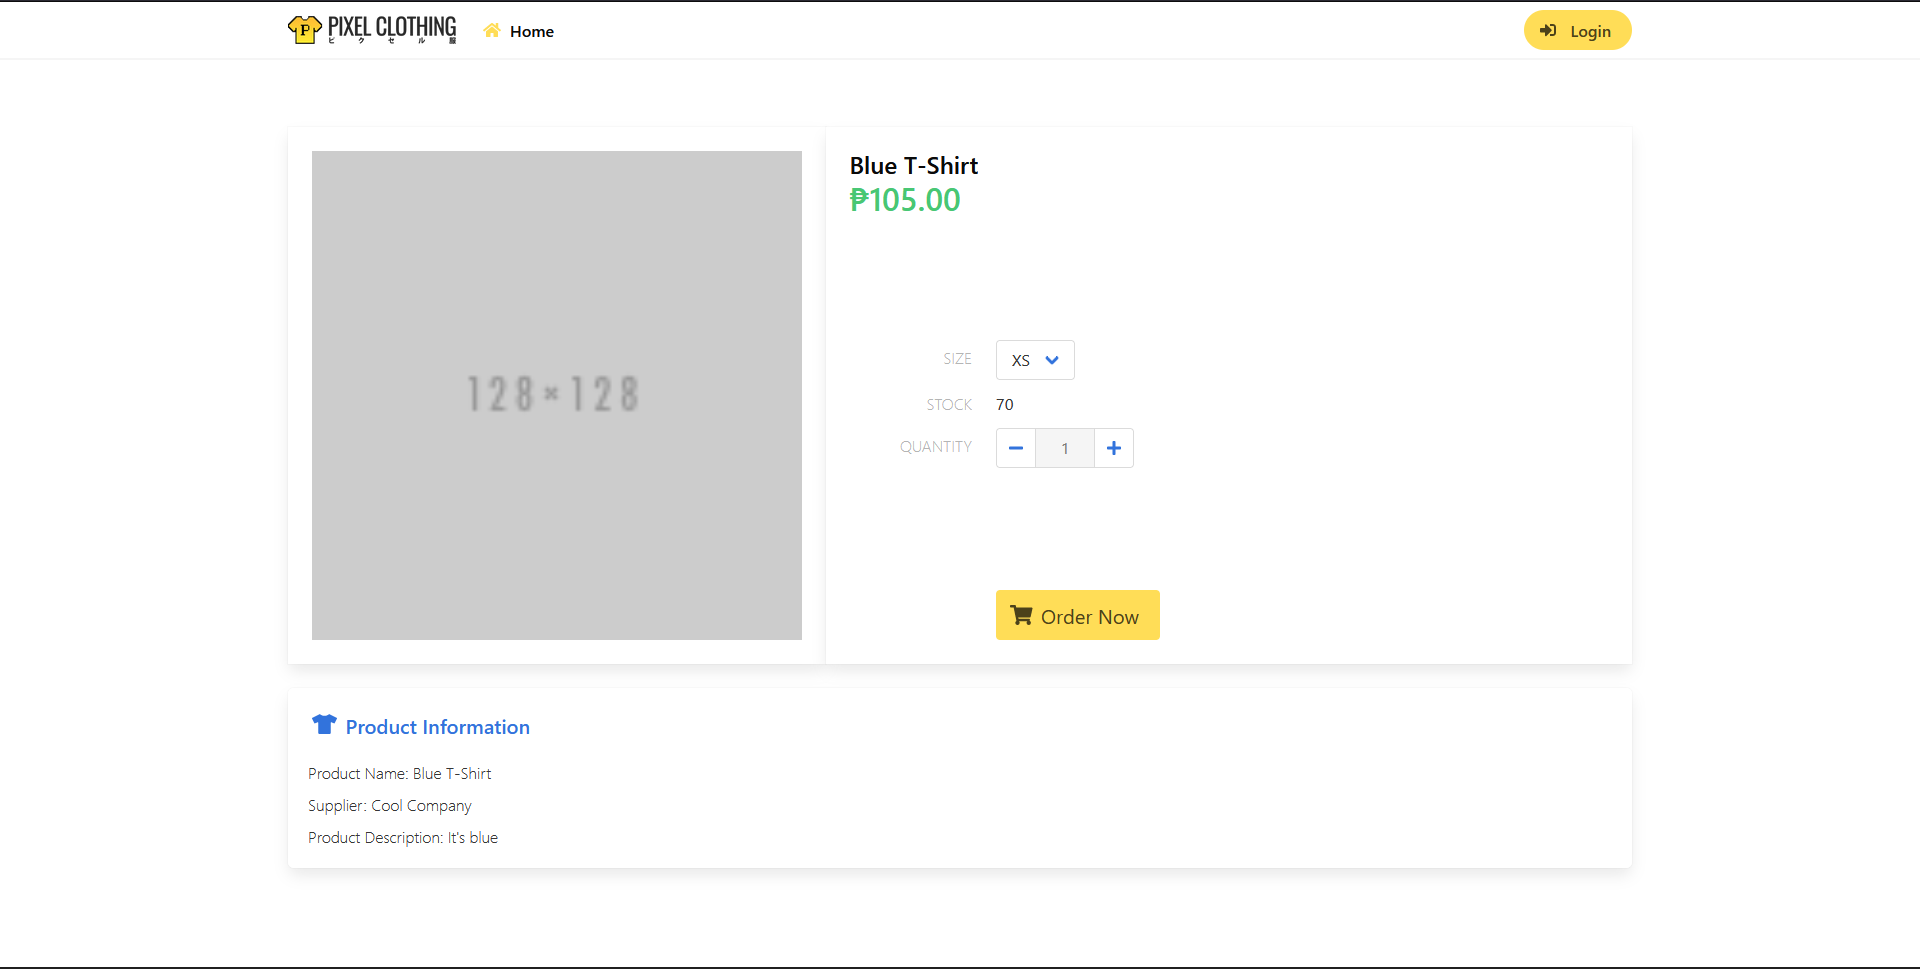 P PIXEL CLOTHING
ピクセル服
Home
Login
128×128
Blue T-Shirt
₱105.00
SIZE XS
STOCK 70
QUANTITY 1
Order Now
Product Information
Product Name: Blue T-Shirt
Supplier: Cool Company
Product Description: It's blue